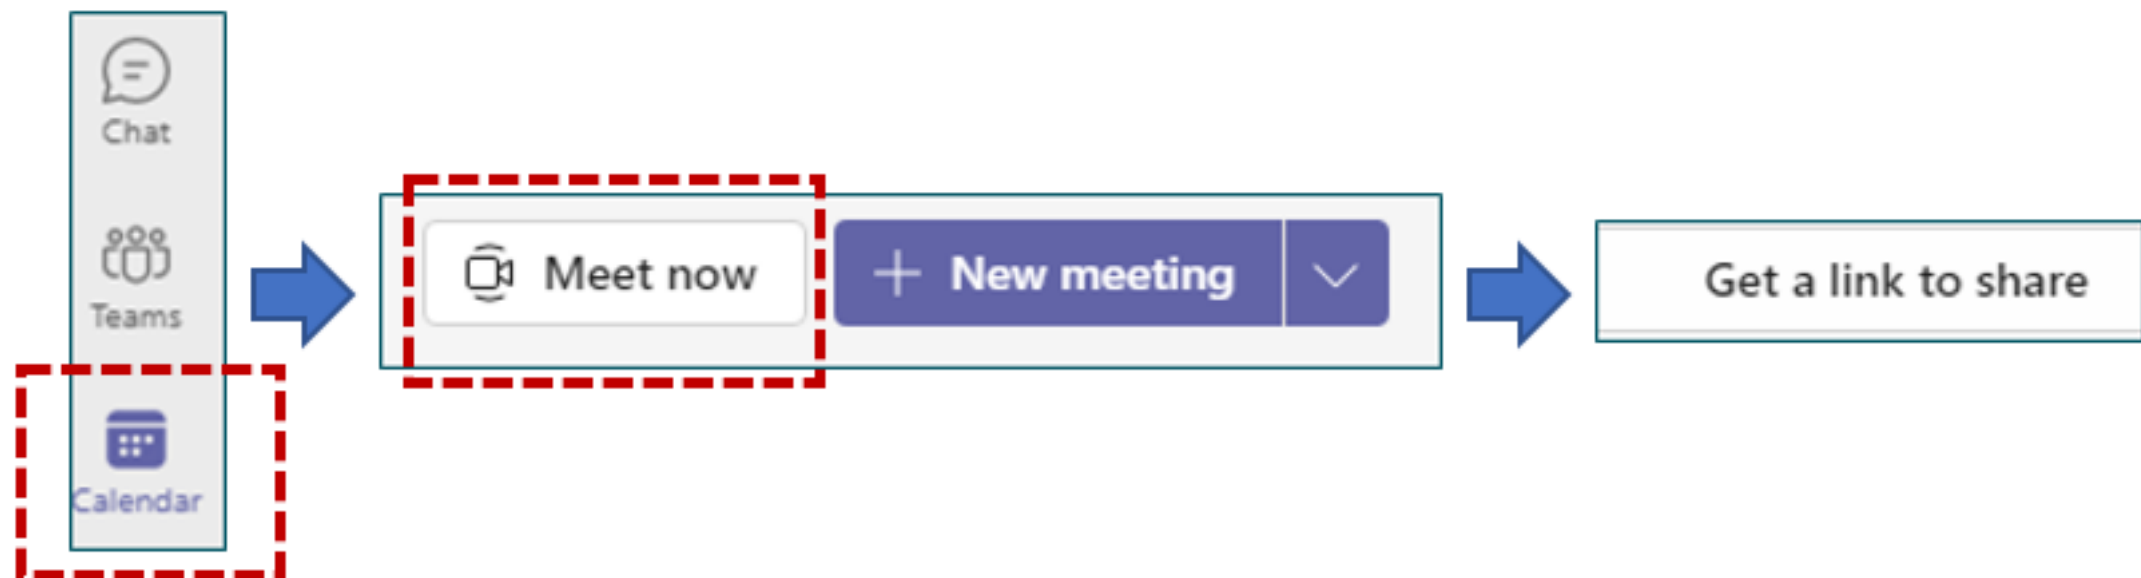 Chat
Teams
Calendar
Meet now
New meeting
Get a link to share